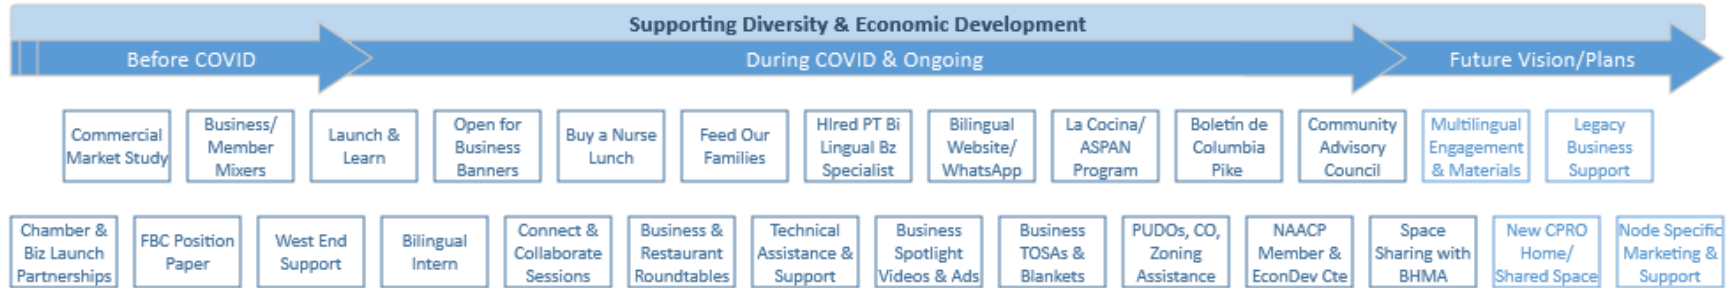 Supporting Diversity & Economic Development
Before COVID
During COVID & Ongoing
Future Vision/Plans
Commercial
Market Study
Business/
Member
Mixers
Launch &
Learn
Open for
Business
Banners
Buy a Nurse
Lunch
Feed Our
Families
HIred PT Bi
Lingual Bz
Specialist
Bilingual
Website/
WhatsApp
La Cocina/
ASPAN
Program
Boletín de
Columbia
Pike
Community
Advisory
Council
Multilingual
Engagement
& Materials
Legacy
Business
Support
Chamber &
Biz Launch
Partnerships
FBC Position
Paper
West End
Support
Bilingual
Intern
Connect &
Collaborate
Sessions
Business &
Restaurant
Roundtables
Technical
Assistance &
Support
Business
Spotlight
Videos & Ads
Business
TOSAs &
Blankets
PUDOs, CO,
Zoning
Assistance
NAACP
Member &
EconDev Cte
Space
Sharing with
BHMA
New CPRO
Home/
Shared Space
Node Specific
Marketing &
Support